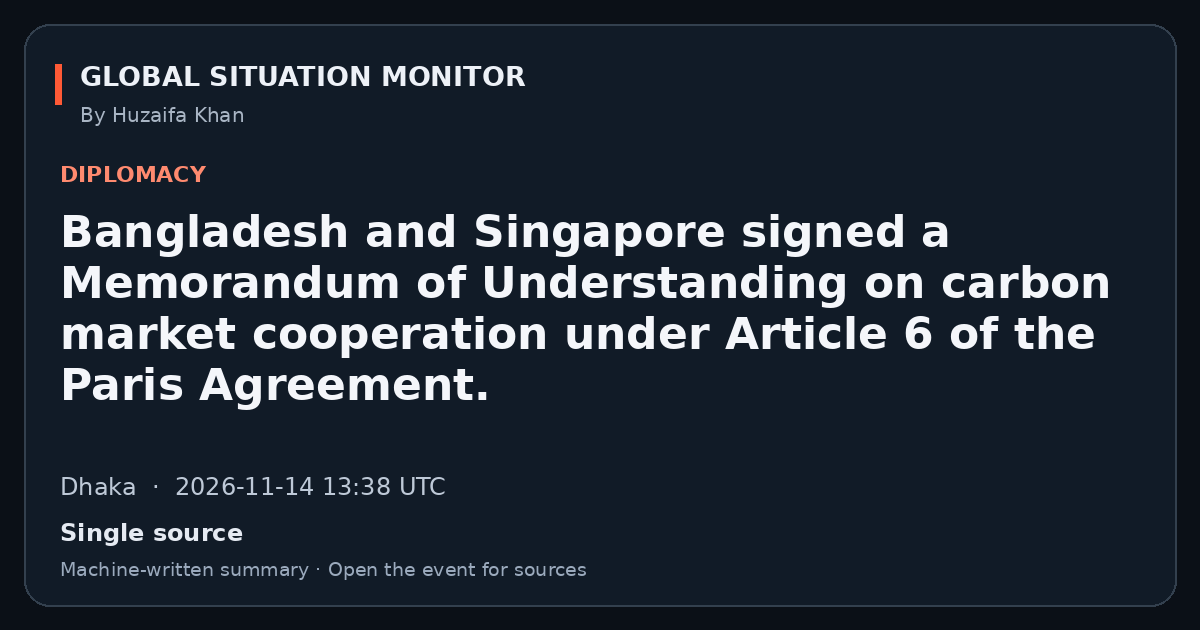 GLOBAL SITUATION MONITOR
By Huzaifa Khan
DIPLOMACY
Bangladesh and Singapore signed a
Memorandum of Understanding on carbon
market cooperation under Article 6 of the
Paris Agreement.
Dhaka · 2026-11-14 13:38 UTC
Single source
Machine-written summary · Open the event for sources